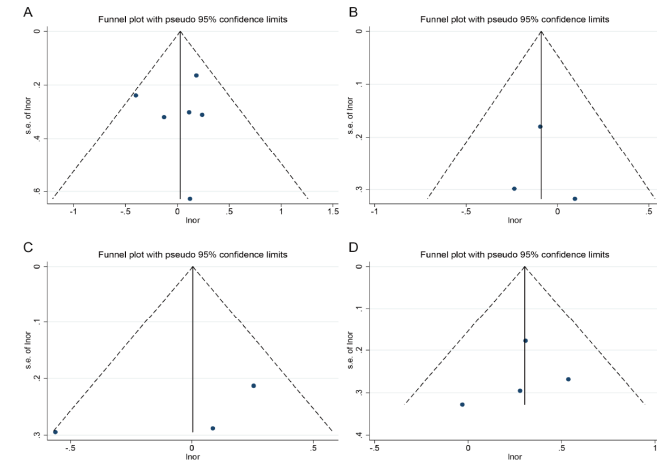 A
Funnel plot with pseudo 95% confidence limits
s.e. of lnor
0
.2
.4
.6
-1
-.5
0
.5
1
1.5
lnor
B
Funnel plot with pseudo 95% confidence limits
s.e. of lnor
0
.1
.2
.3
-1
-.5
0
.5
lnor
C
Funnel plot with pseudo 95% confidence limits
s.e. of lnor
0
.1
.2
.3
-.5
0
.5
lnor
D
Funnel plot with pseudo 95% confidence limits
s.e. of lnor
0
.1
.2
.3
.4
-.5
0
.5
1
lnor